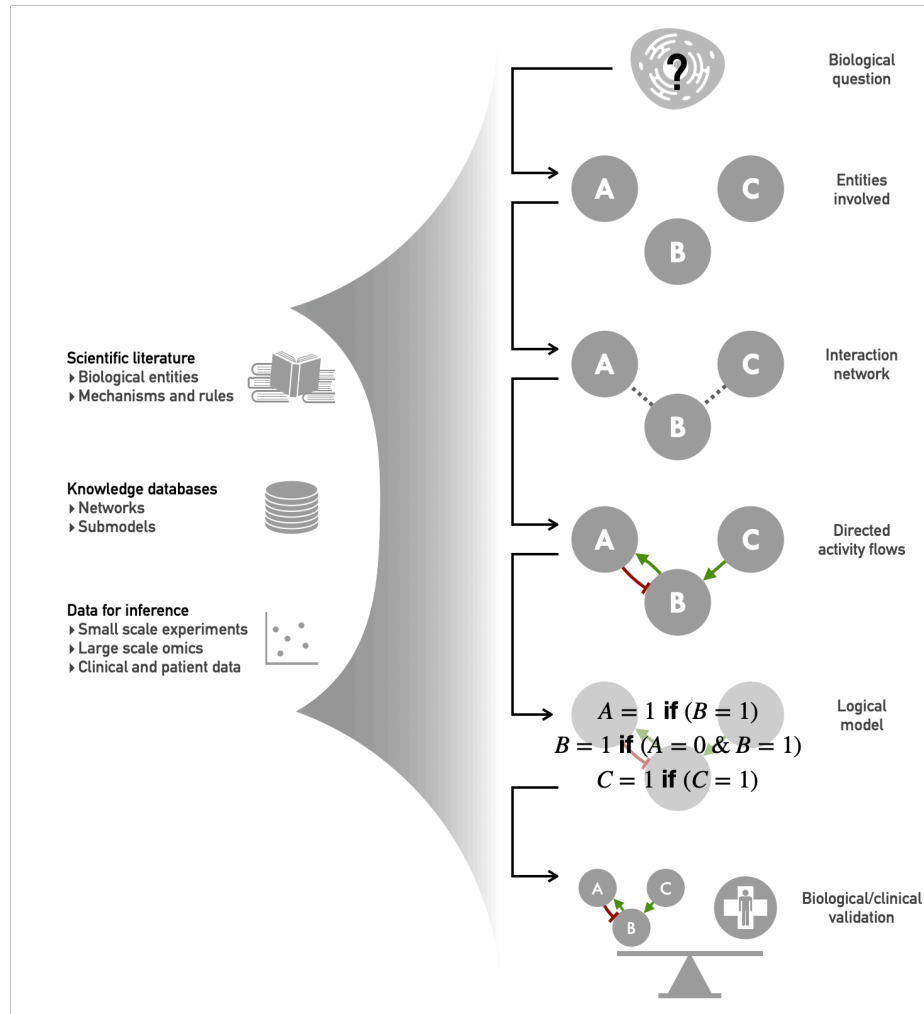 ?
Biological
question
A
C
B
Entities
involved
Scientific literature
▸ Biological entities
▸ Mechanisms and rules
Knowledge databases
▸ Networks
▸ Submodels
Data for inference
▸ Small scale experiments
▸ Large scale omics
▸ Clinical and patient data
A
C
B
Interaction
network
A
C
B
Directed
activity flows
A = 1 if (B = 1)
B = 1 if (A = 0 & B = 1)
C = 1 if (C = 1)
Logical
model
A
C
B
Biological/clinical
validation